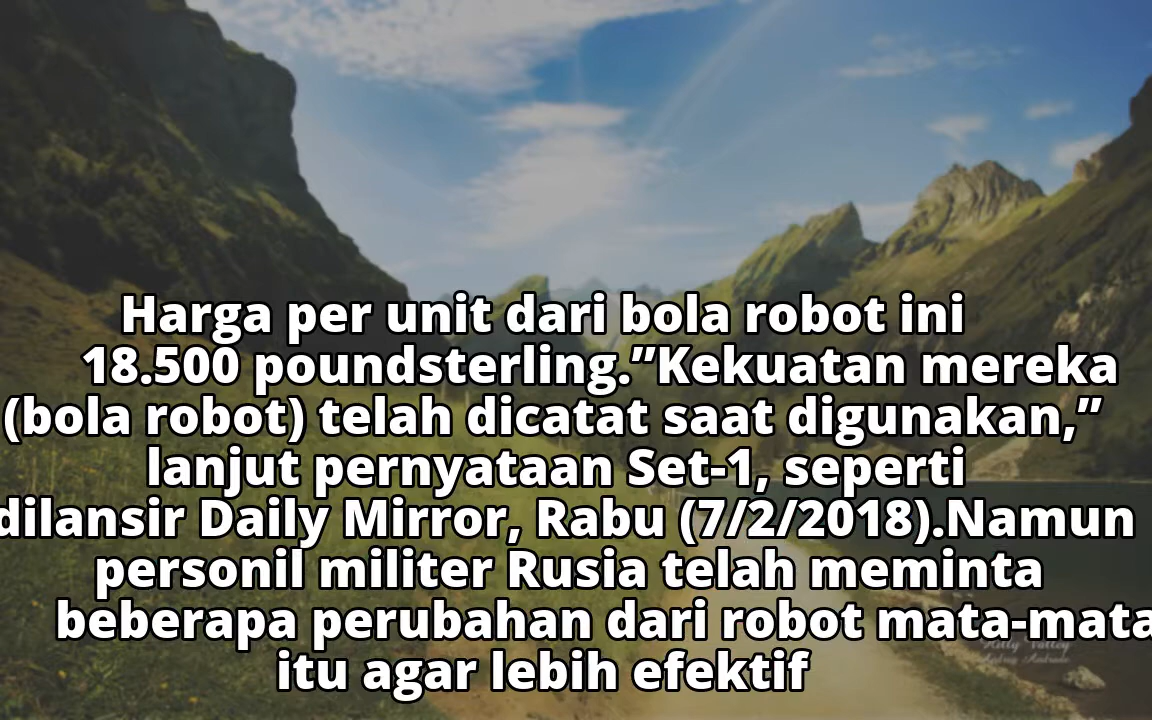 Harga per unit dari bola robot ini
18.500 poundsterling.”Kekuatan mereka
(bola robot) telah dicatat saat digunakan,”
lanjut pernyataan Set-1, seperti
dilansir Daily Mirror, Rabu (7/2/2018).Namun
personil militer Rusia telah meminta
beberapa perubahan dari robot mata-mata
itu agar lebih efektif
Hilly Valley